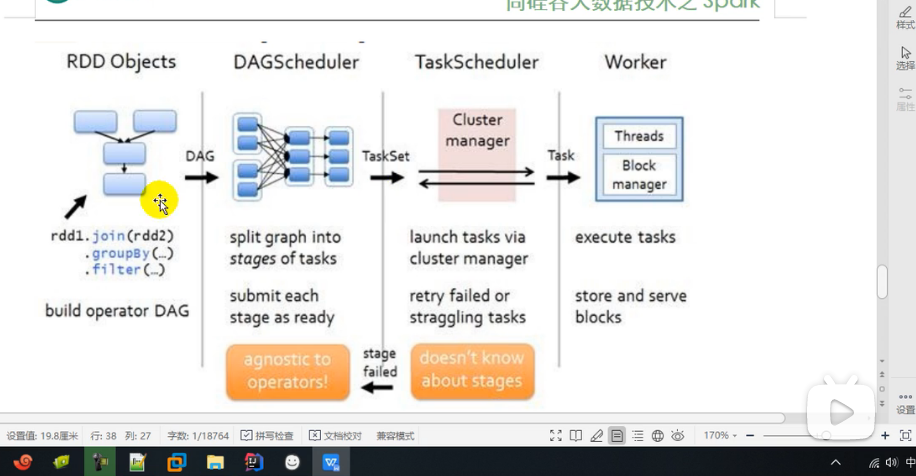 尚硅谷大数据技术之 Spark
RDD Objects
DAGScheduler
TaskScheduler
Worker
DAG
TaskSet
Cluster
manager
Task
Threads
Block
manager
rdd1.join(rdd2)
.groupBy(…)
.filter(…)
build operator DAG
split graph into
stages of tasks
submit each
stage as ready
agnostic to
operators!
stage
failed
launch tasks via
cluster manager
retry failed or
straggling tasks
doesn't know
about stages
execute tasks
store and serve
blocks
样式
选择
属性
设置
设置值: 19.8厘米 行: 38 列: 27 字数: 1/18764 拼写检查 文档校对 兼容模式 170%
中